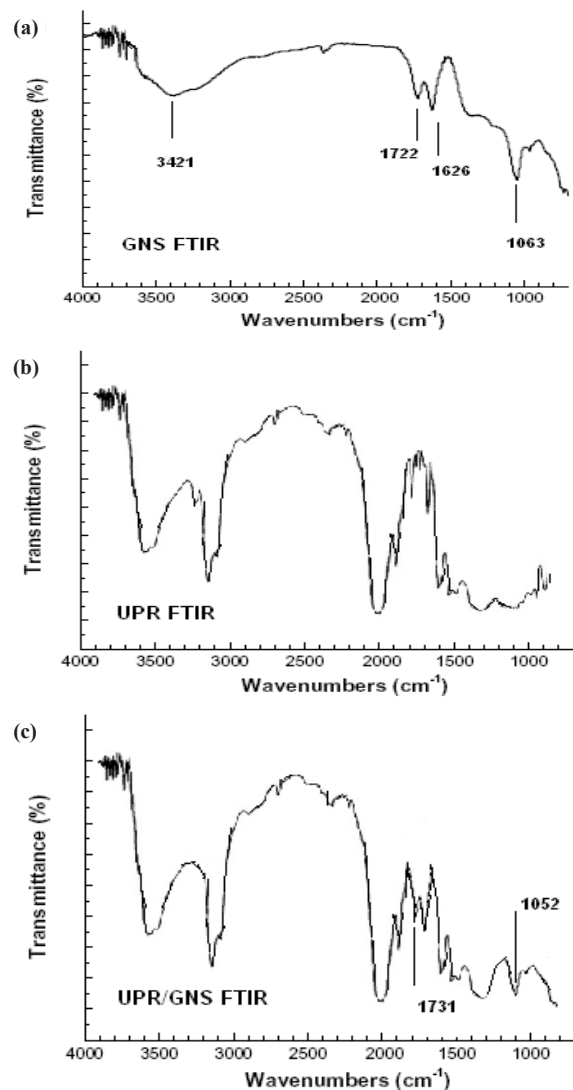 (a)
Transmittance (%)
3421
1722
1626
1063
GNS FTIR
4000 3500 3000 2500 2000 1500 1000
Wavenumbers (cm⁻¹)
(b)
Transmittance (%)
UPR FTIR
4000 3500 3000 2500 2000 1500 1000
Wavenumbers (cm⁻¹)
(c)
Transmittance (%)
1052
1731
UPR/GNS FTIR
4000 3500 3000 2500 2000 1500 1000
Wavenumbers (cm⁻¹)